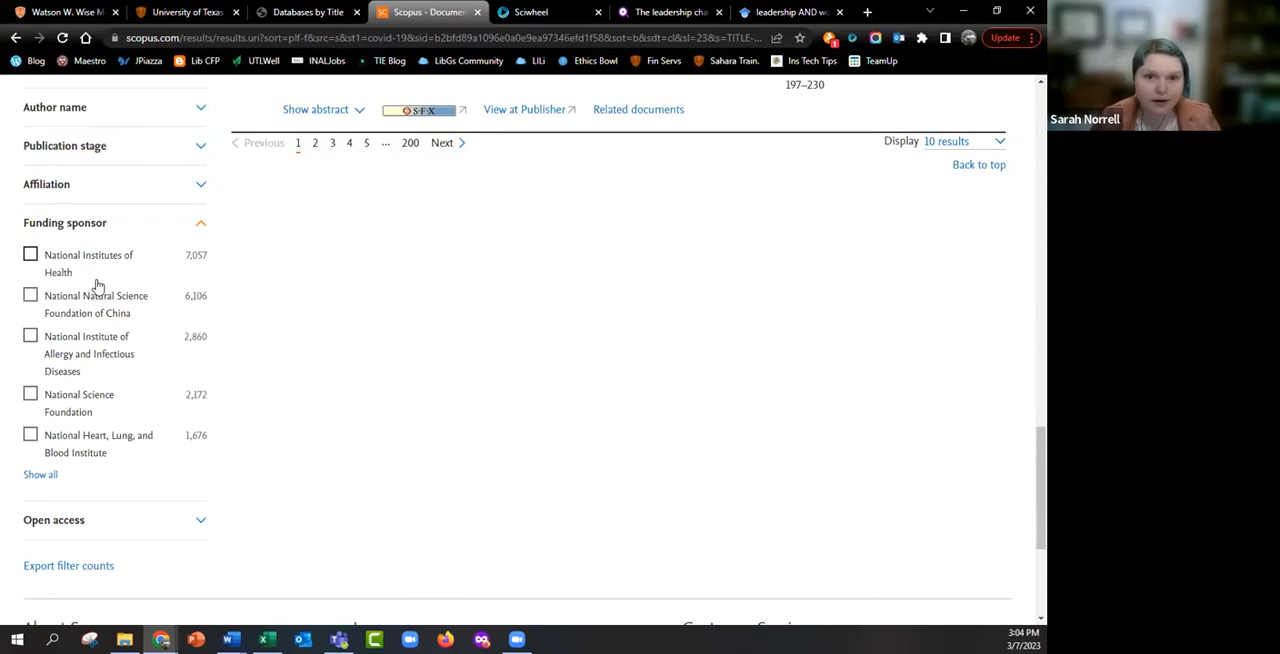 Watson W. Wise M
University of Texas
Databases by Title
Scopus - Documen
Sciwheel
The leadership cha
leadership AND wo
scopus.com/results/results.uri?sort=plf-f&src=s&st1=covid-19&sid=b2bfd89a1096e0a0e9ea97346efd1f58&sot=b&sdt=cl&sl=23&s=TITLE-...
Update
Blog
Maestro
JPiazza
Lib CFP
UTLWell
INALJobs
TIE Blog
LibGs Community
LILi
Ethics Bowl
Fin Servs
Sahara Train.
Ins Tech Tips
TeamUp
230
197–230
Author name
Show abstract
S·F·X
View at Publisher
Related documents
Previous 1 2 3 4 5 ... 200 Next
Display 10 results
Back to top
Publication stage
Affiliation
Funding sponsor
National Institutes of 7,057
Health
National Natural Science 6,106
Foundation of China
National Institute of 2,860
Allergy and Infectious
Diseases
National Science 2,172
Foundation
National Heart, Lung, and 1,676
Blood Institute
Show all
Open access
Export filter counts
3:04 PM
3/7/2023
Sarah Norrell